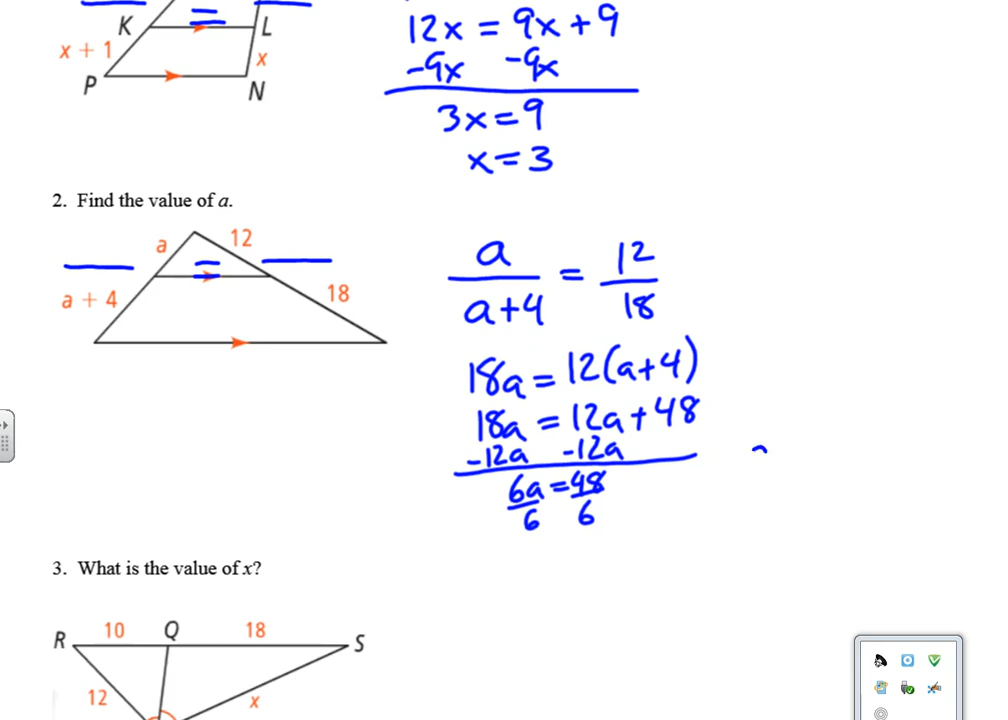 K
L
x + 1
x
P
N
12x = 9x + 9
-9x -9x
3x = 9
x = 3
2. Find the value of a.
a
12
a + 4
18
a = 12
a+4 18
18a = 12(a+4)
18a = 12a + 48
-12a -12a
6a = 48
6 6
3. What is the value of x?
R
10
Q
18
S
12
x